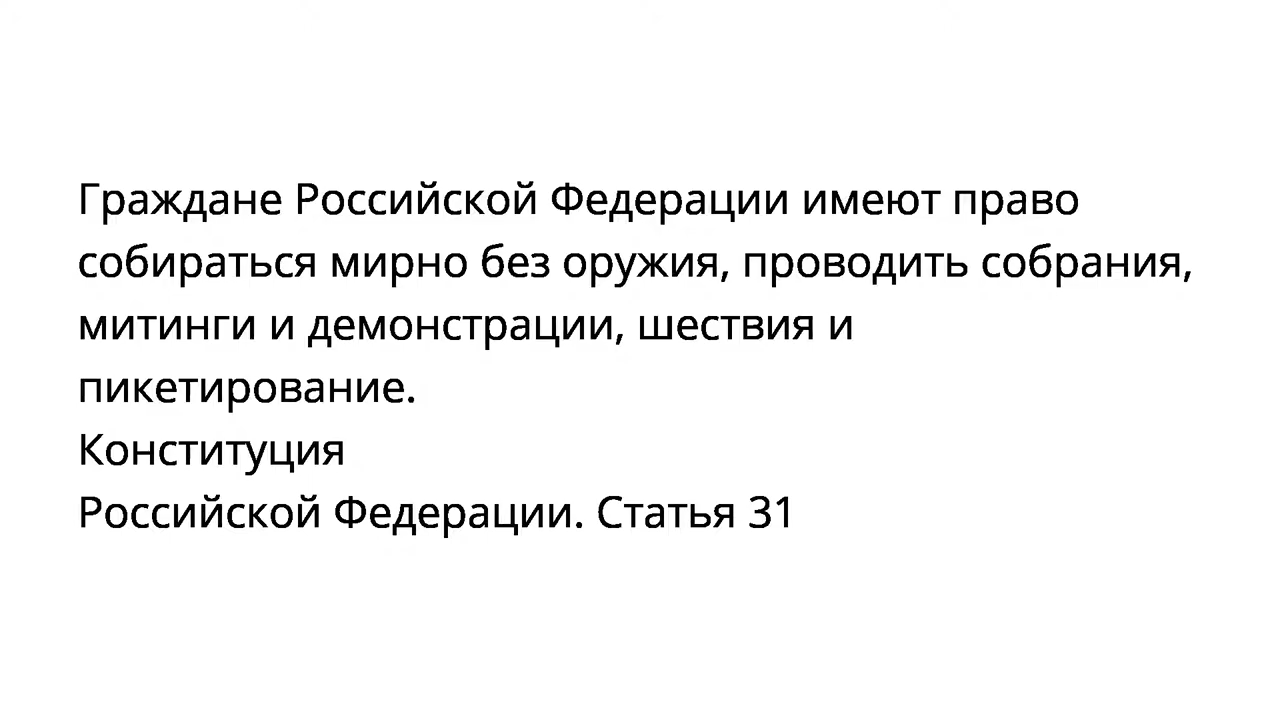 Граждане Российской Федерации имеют право
собираться мирно без оружия, проводить собрания,
митинги и демонстрации, шествия и
пикетирование.
Конституция
Российской Федерации. Статья 31